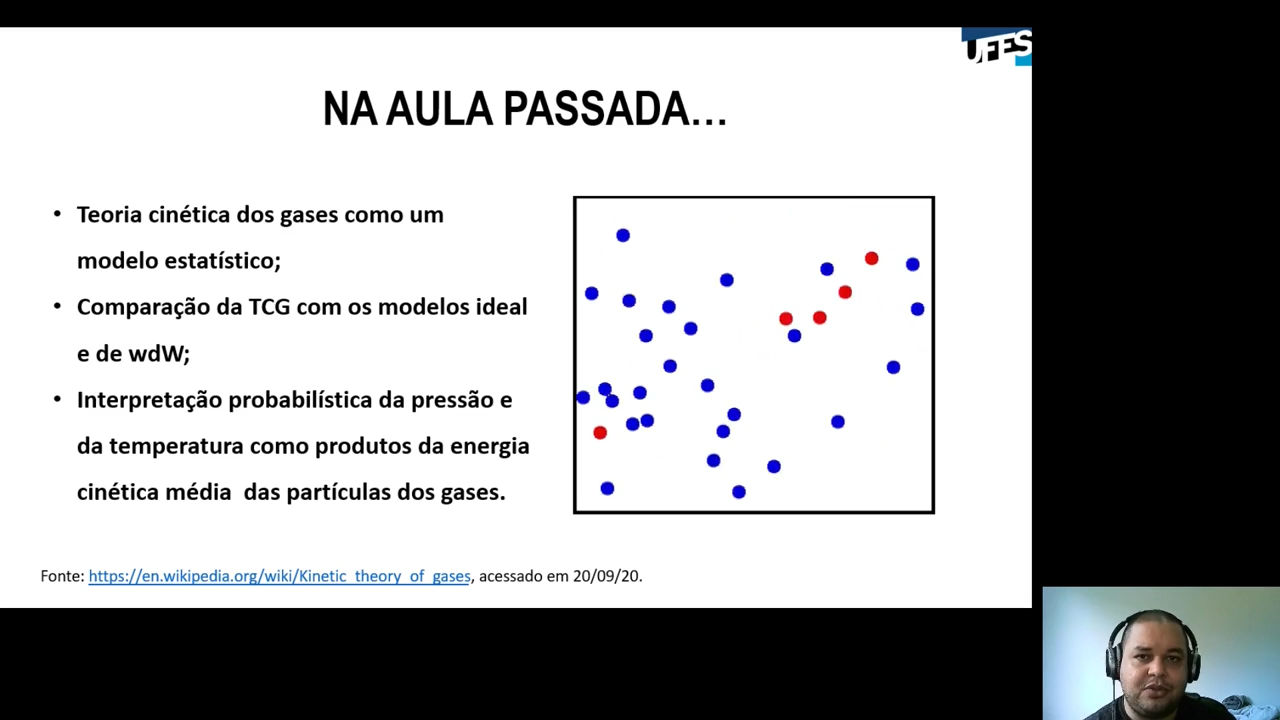 UFES
NA AULA PASSADA...
• Teoria cinética dos gases como um
modelo estatístico;
• Comparação da TCG com os modelos ideal
e de wdW;
• Interpretação probabilística da pressão e
da temperatura como produtos da energia
cinética média  das partículas dos gases.
Fonte: https://en.wikipedia.org/wiki/Kinetic_theory_of_gases, acessado em 20/09/20.